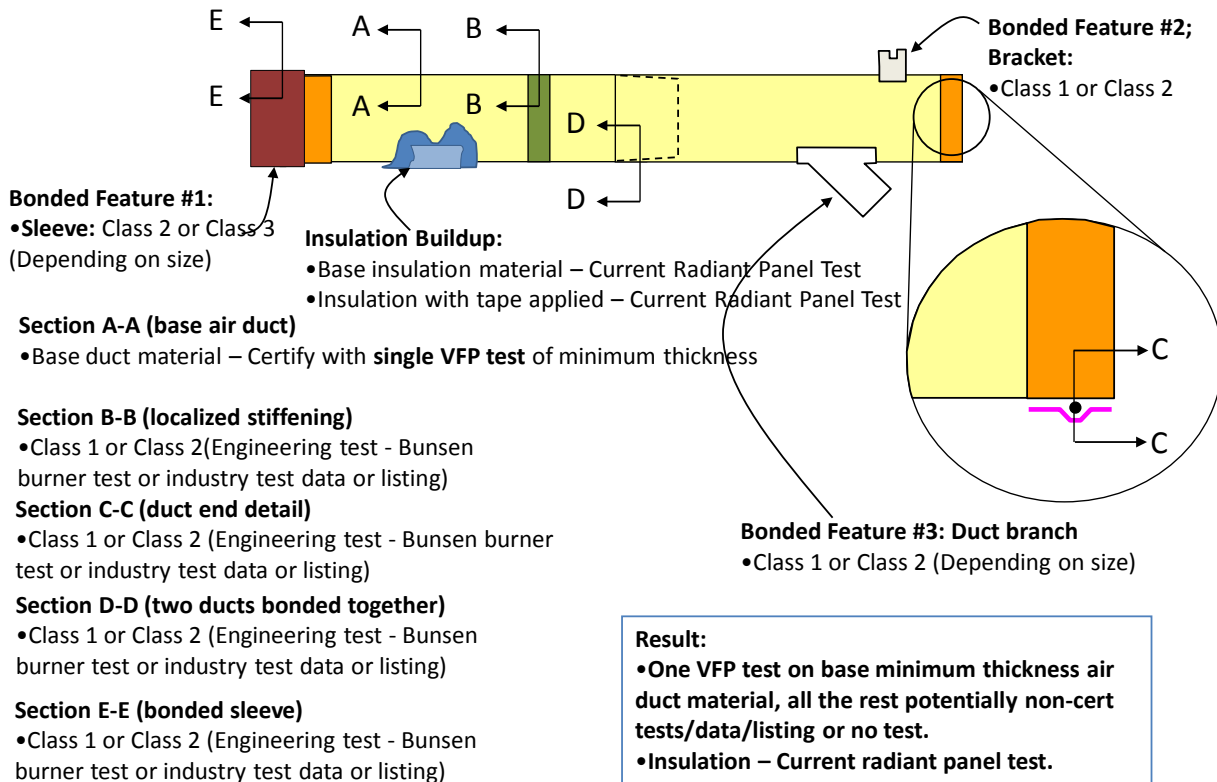 E
A
B
E
A
B
D
D
Bonded Feature #2;
Bracket:
•Class 1 or Class 2
Bonded Feature #1:
•Sleeve: Class 2 or Class 3
(Depending on size)
Insulation Buildup:
•Base insulation material – Current Radiant Panel Test
•Insulation with tape applied – Current Radiant Panel Test
Section A-A (base air duct)
•Base duct material – Certify with single VFP test of minimum thickness
C
C
Section B-B (localized stiffening)
•Class 1 or Class 2(Engineering test - Bunsen
burner test or industry test data or listing)
Section C-C (duct end detail)
•Class 1 or Class 2 (Engineering test - Bunsen burner
test or industry test data or listing)
Section D-D (two ducts bonded together)
•Class 1 or Class 2 (Engineering test - Bunsen
burner test or industry test data or listing)
Section E-E (bonded sleeve)
•Class 1 or Class 2 (Engineering test - Bunsen
burner test or industry test data or listing)
Bonded Feature #3: Duct branch
•Class 1 or Class 2 (Depending on size)
Result:
•One VFP test on base minimum thickness air
duct material, all the rest potentially non-cert
tests/data/listing or no test.
•Insulation – Current radiant panel test.